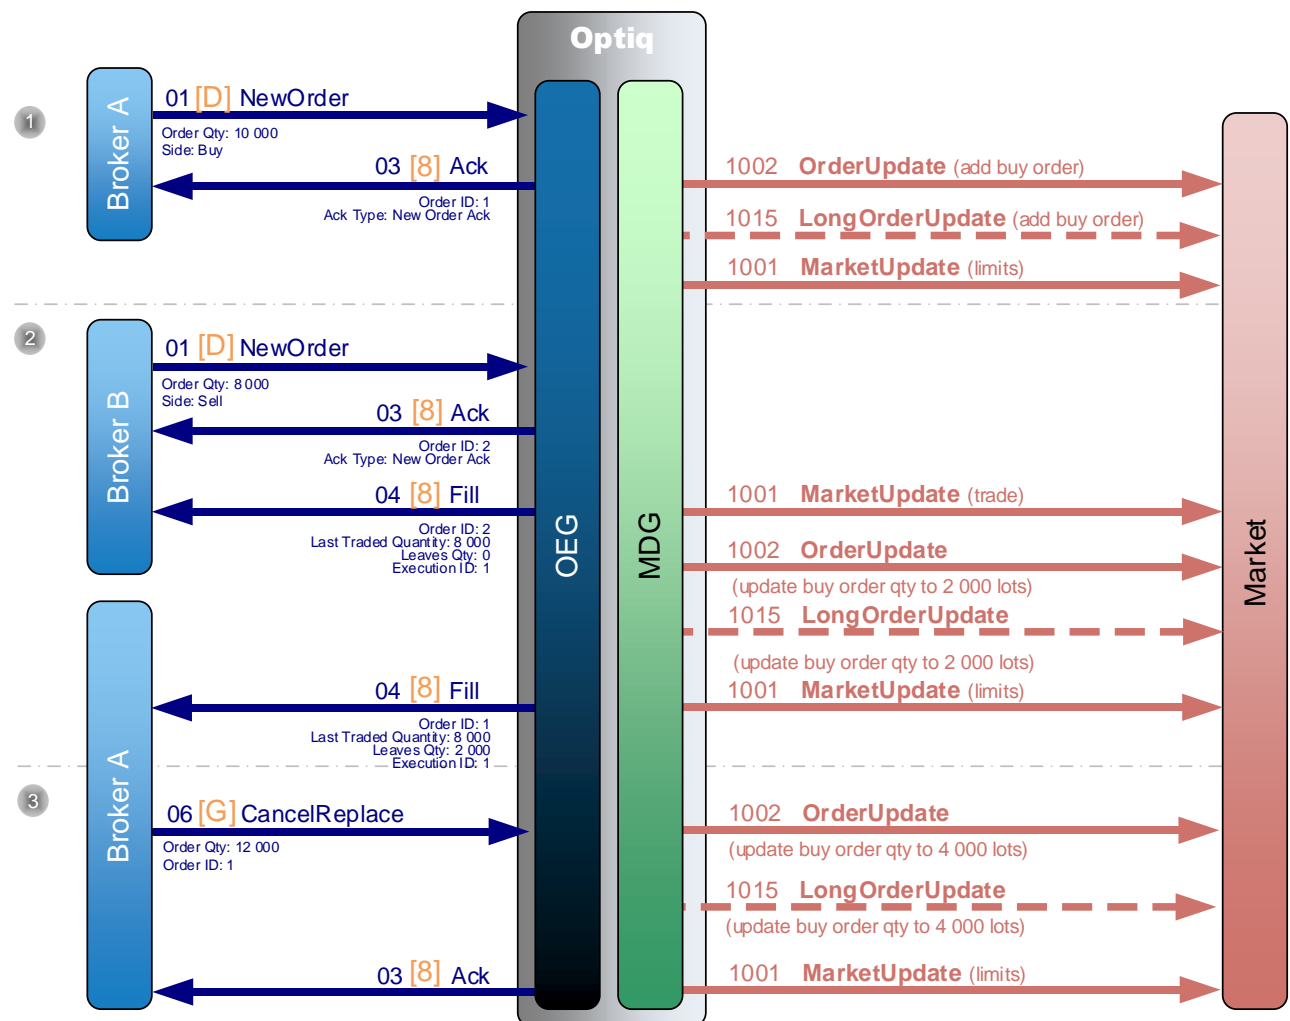 Optiq
1
Broker A
01 [D] NewOrder
Order Qty: 10 000
Side: Buy
03 [8] Ack
Order ID: 1
Ack Type: New Order Ack
1002 OrderUpdate (add buy order)
1015 LongOrderUpdate (add buy order)
1001 MarketUpdate (limits)
2
Broker B
01 [D] NewOrder
Order Qty: 8 000
Side: Sell
03 [8] Ack
Order ID: 2
Ack Type: New Order Ack
04 [8] Fill
Order ID: 2
Last Traded Quantity: 8 000
Leaves Qty: 0
Execution ID: 1
OEG
MDG
1001 MarketUpdate (trade)
1002 OrderUpdate
(update buy order qty to 2 000 lots)
1015 LongOrderUpdate
(update buy order qty to 2 000 lots)
1001 MarketUpdate (limits)
Market
Broker A
04 [8] Fill
Order ID: 1
Last Traded Quantity: 8 000
Leaves Qty: 2 000
Execution ID: 1
3
06 [G] CancelReplace
Order Qty: 12 000
Order ID: 1
1002 OrderUpdate
(update buy order qty to 4 000 lots)
1015 LongOrderUpdate
(update buy order qty to 4 000 lots)
03 [8] Ack
1001 MarketUpdate (limits)